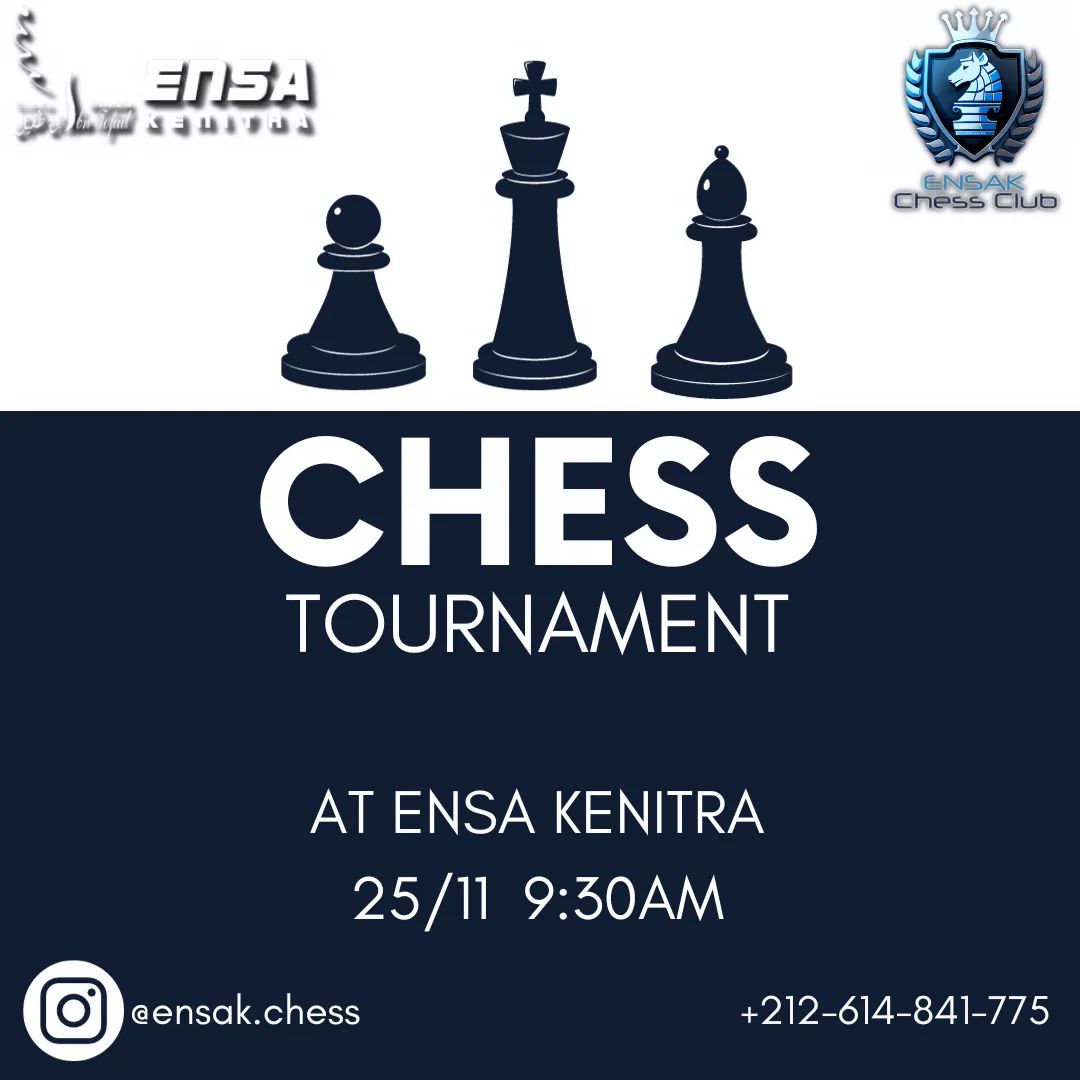 ENSA
KENITRA
ENSAK
Chess Club
CHESS
TOURNAMENT
AT ENSA KENITRA
25/11 9:30AM
@ensak.chess
+212-614-841-775